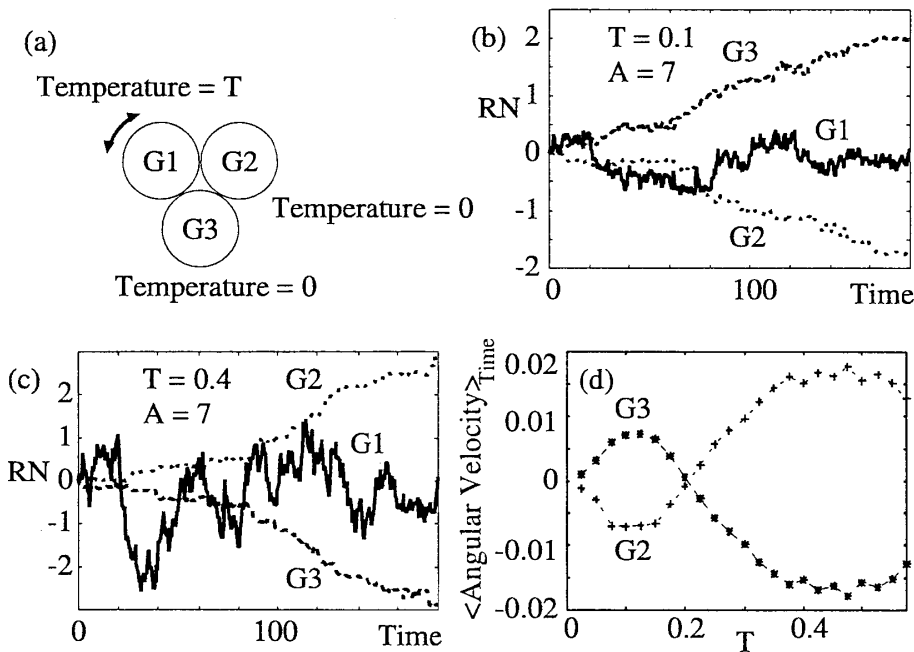 (a)
Temperature = T
G1 G2
G3
Temperature = 0
Temperature = 0
(b)
T = 0.1
A = 7
G3
G1
G2
RN
2
1
0
-1
-2
0 100 Time
(c)
T = 0.4
A = 7
G2
G1
G3
RN
2
1
0
-1
-2
0 100 Time
(d)
<Angular Velocity>Time
G3
G2
0.02
0.01
0
-0.01
-0.02
0 0.2 0.4
T